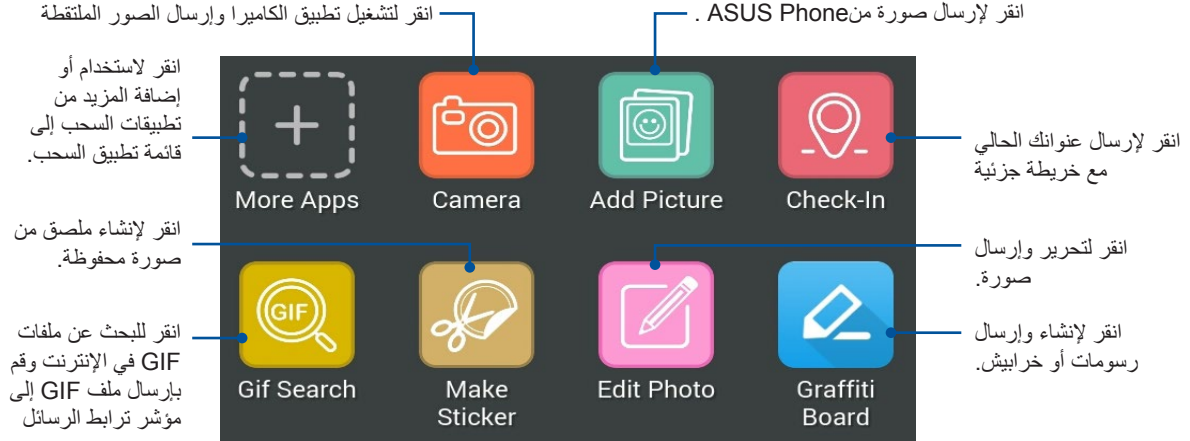 انقر لإرسال صورة منASUS Phone .
انقر لتشغيل تطبيق الكاميرا وإرسال الصور الملتقطة
انقر لاستخدام أو
إضافة المزيد من
تطبيقات السحب إلى
قائمة تطبيق السحب.
انقر لإرسال عنوانك الحالي
مع خريطة جزئية
More Apps
Camera
Add Picture
Check-In
انقر لإنشاء ملصق من
صورة محفوظة.
انقر لتحرير وإرسال
صورة.
GIF
انقر للبحث عن ملفات
GIF في الإنترنت وقم
بإرسال ملف GIF إلى
مؤشر ترابط الرسائل
انقر لإنشاء وإرسال
رسومات أو خرابيش.
Gif Search
Make
Sticker
Edit Photo
Graffiti
Board